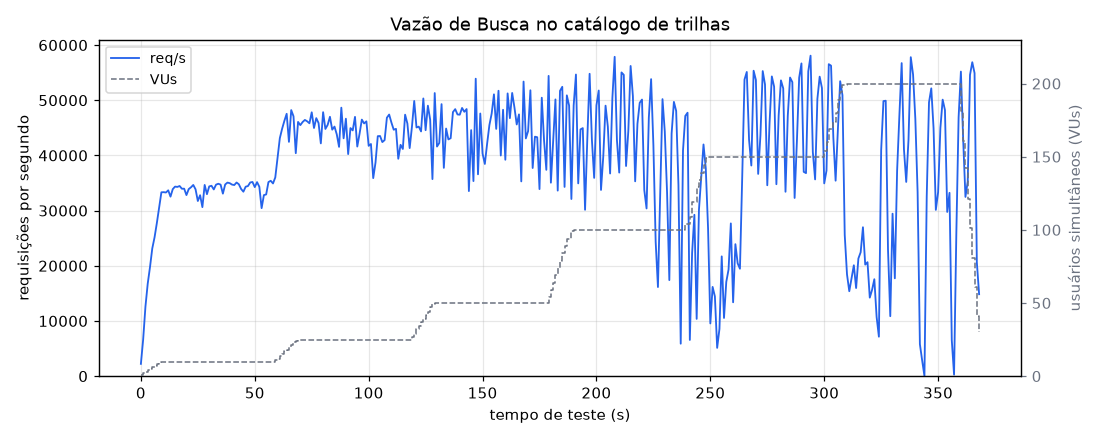 Vazão de Busca no catálogo de trilhas
req/s
VUs
requisições por segundo
60000
50000
40000
30000
20000
10000
0
usuários simultâneos (VUs)
200
150
100
50
0
0 50 100 150 200 250 300 350
tempo de teste (s)